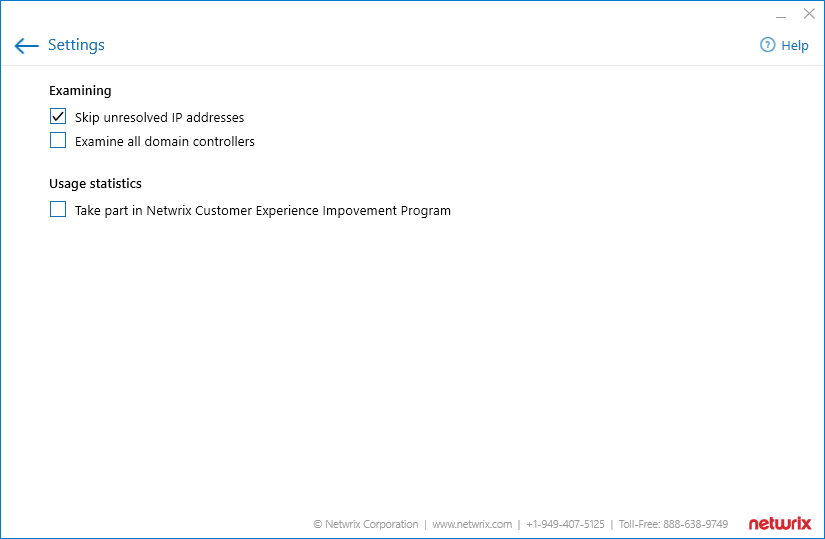 Settings
Help
Examining
Skip unresolved IP addresses
Examine all domain controllers
Usage statistics
Take part in Netwrix Customer Experience Impovement Program
© Netwrix Corporation | www.netwrix.com | +1-949-407-5125 | Toll-Free: 888-638-9749 netwrix